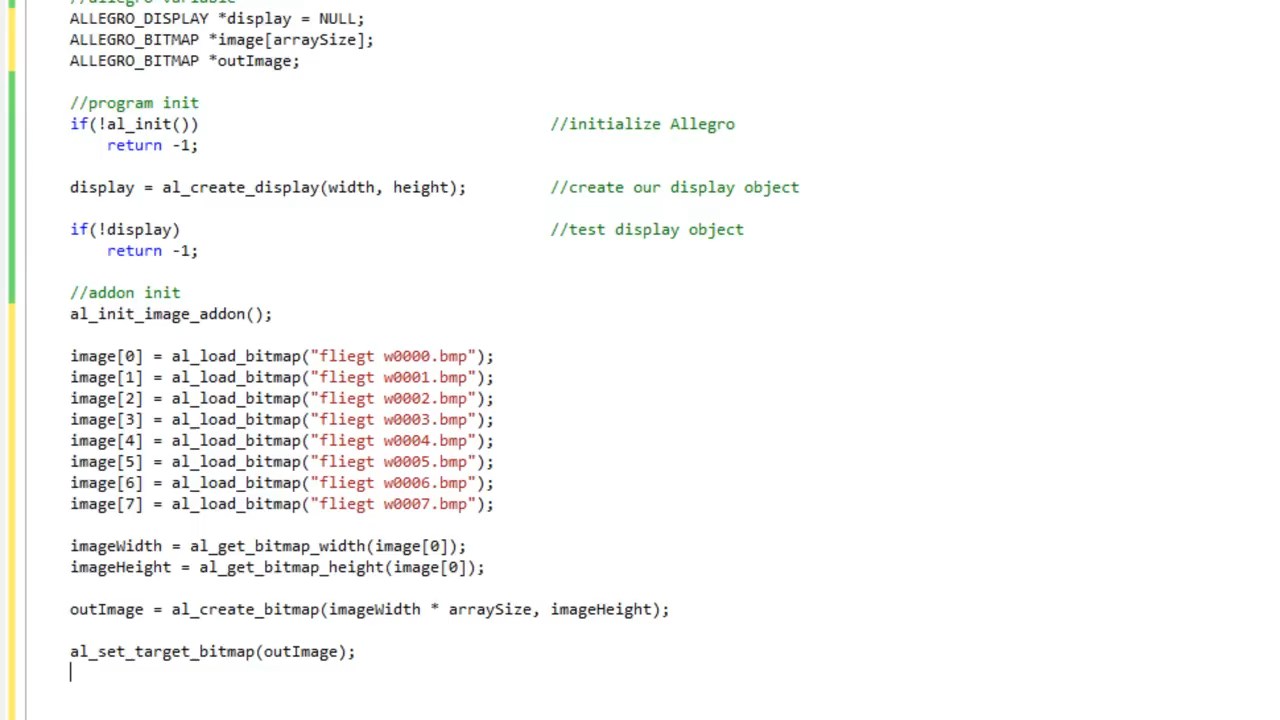 //allegro variable
ALLEGRO_DISPLAY *display = NULL;
ALLEGRO_BITMAP *image[arraySize];
ALLEGRO_BITMAP *outImage;
//program init
if(!al_init()) //initialize Allegro
return -1;
display = al_create_display(width, height); //create our display object
if(!display) //test display object
return -1;
//addon init
al_init_image_addon();
image[0] = al_load_bitmap("fliegt w0000.bmp");
image[1] = al_load_bitmap("fliegt w0001.bmp");
image[2] = al_load_bitmap("fliegt w0002.bmp");
image[3] = al_load_bitmap("fliegt w0003.bmp");
image[4] = al_load_bitmap("fliegt w0004.bmp");
image[5] = al_load_bitmap("fliegt w0005.bmp");
image[6] = al_load_bitmap("fliegt w0006.bmp");
image[7] = al_load_bitmap("fliegt w0007.bmp");
imageWidth = al_get_bitmap_width(image[0]);
imageHeight = al_get_bitmap_height(image[0]);
outImage = al_create_bitmap(imageWidth * arraySize, imageHeight);
al_set_target_bitmap(outImage);